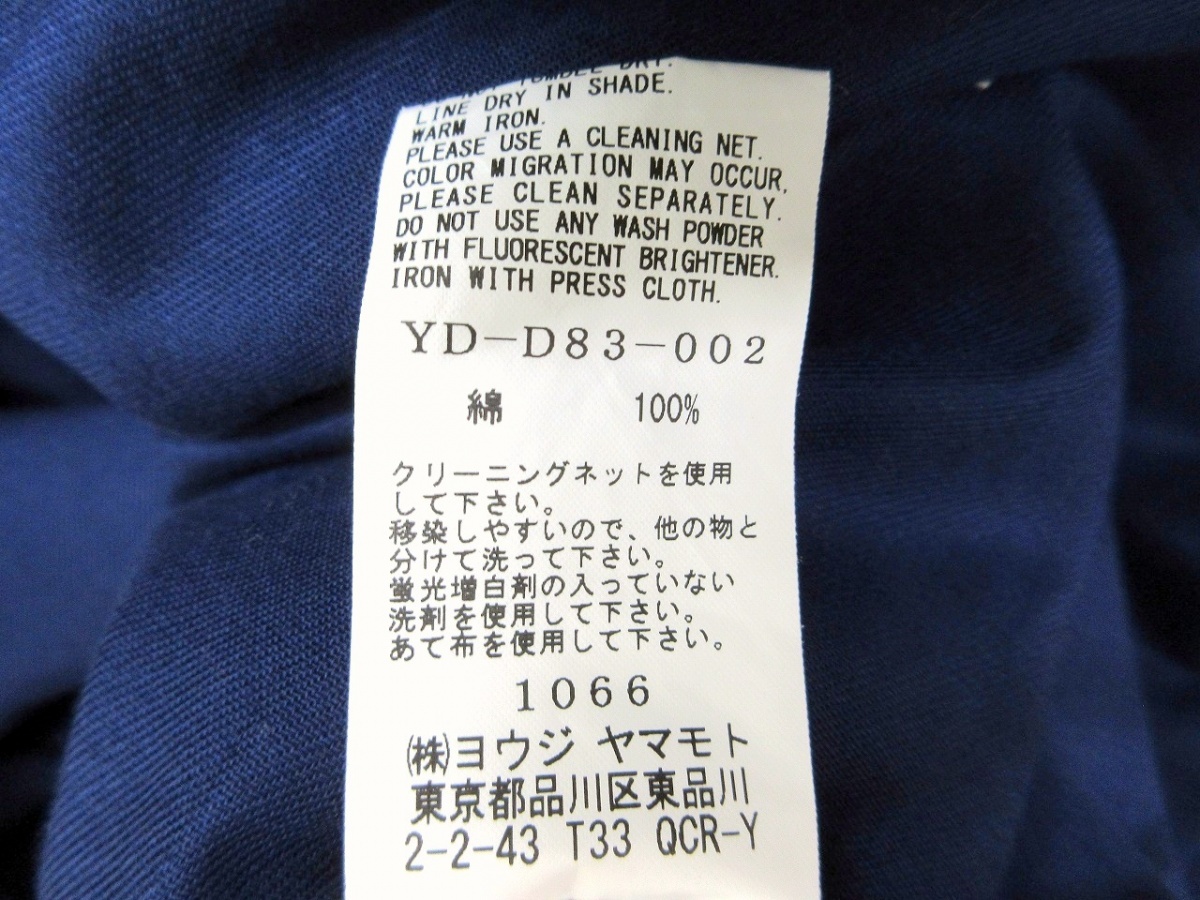 TUMBLE DRY.
LINE DRY IN SHADE.
WARM IRON.
PLEASE USE A CLEANING NET.
COLOR MIGRATION MAY OCCUR.
PLEASE CLEAN SEPARATELY.
DO NOT USE ANY WASH POWDER
WITH FLUORESCENT BRIGHTENER.
IRON WITH PRESS CLOTH.
YD-D83-002
綿 100%
クリーニングネットを使用
して下さい。
移染しやすいので、他の物と
分けて洗って下さい。
蛍光増白剤の入っていない
洗剤を使用して下さい。
あて布を使用して下さい。
1066
㈱ヨウジ ヤマモト
東京都品川区東品川
2-2-43 T33 QCR-Y